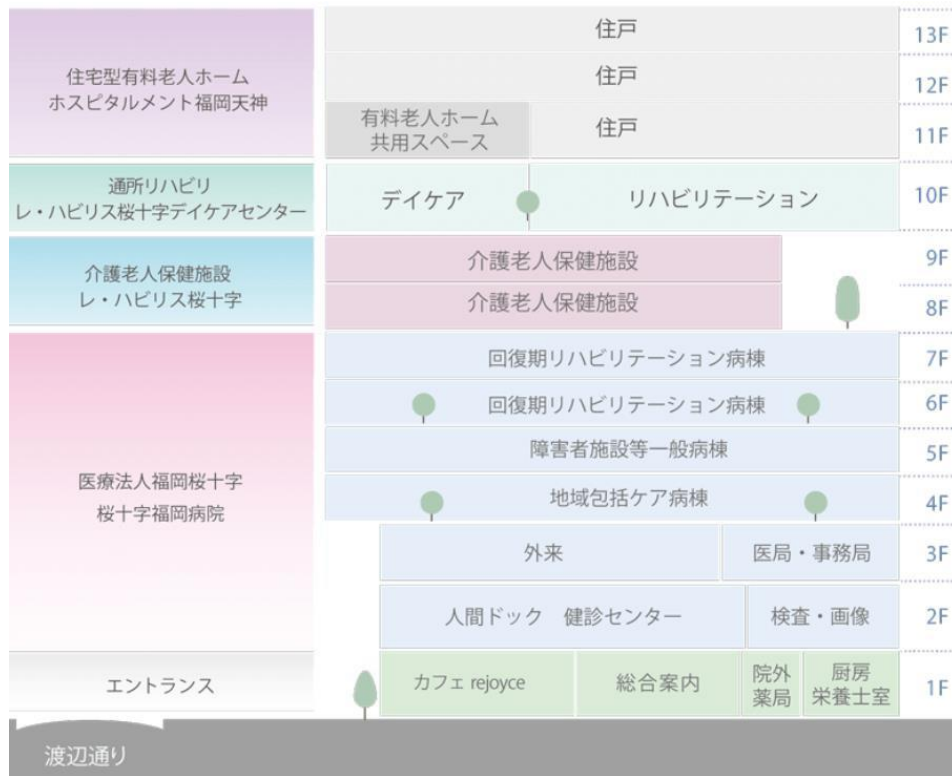 住宅型有料老人ホーム
ホスピタルメント福岡天神
住戸
13F
住戸
12F
有料老人ホーム
共用スペース
住戸
11F
通所リハビリ
レ・ハビリス桜十字デイケアセンター
デイケア
リハビリテーション
10F
介護老人保健施設
レ・ハビリス桜十字
介護老人保健施設
9F
介護老人保健施設
8F
医療法人福岡桜十字
桜十字福岡病院
回復期リハビリテーション病棟
7F
回復期リハビリテーション病棟
6F
障害者施設等一般病棟
5F
地域包括ケア病棟
4F
外来
医局・事務局
3F
人間ドック　健診センター
検査・画像
2F
エントランス
カフェ rejoyce
総合案内
院外
薬局
厨房
栄養士室
1F
渡辺通り